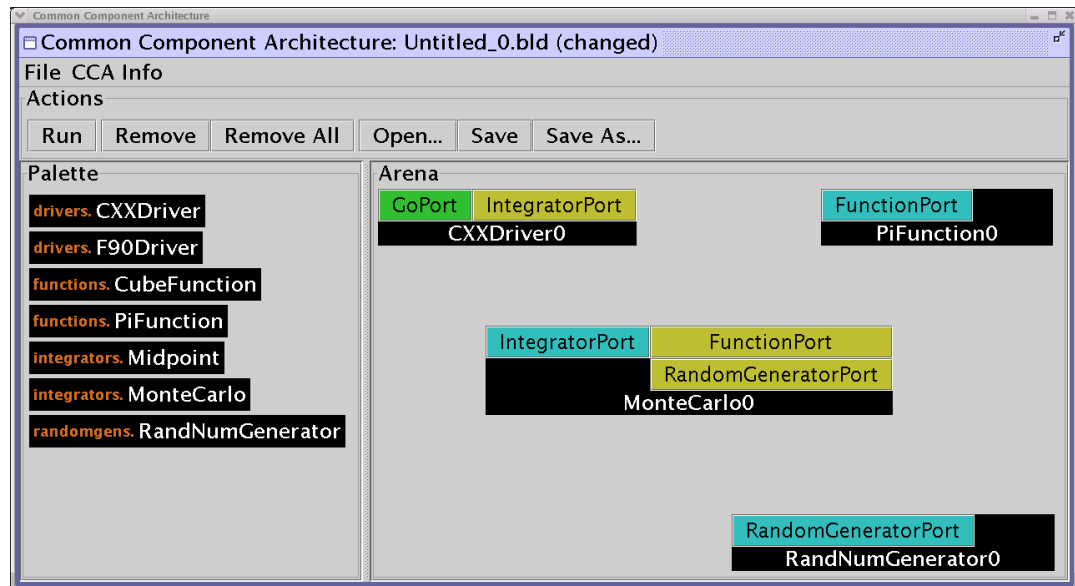 Common Component Architecture
Common Component Architecture: Untitled_0.bld (changed)
File CCA Info
Actions
Run Remove Remove All Open... Save Save As...
Palette
drivers. CXXDriver
drivers. F90Driver
functions. CubeFunction
functions. PiFunction
integrators. Midpoint
integrators. MonteCarlo
randomgens. RandNumGenerator
Arena
GoPort IntegratorPort
CXXDriver0
FunctionPort
PiFunction0
IntegratorPort FunctionPort
RandomGeneratorPort
MonteCarlo0
RandomGeneratorPort
RandNumGenerator0